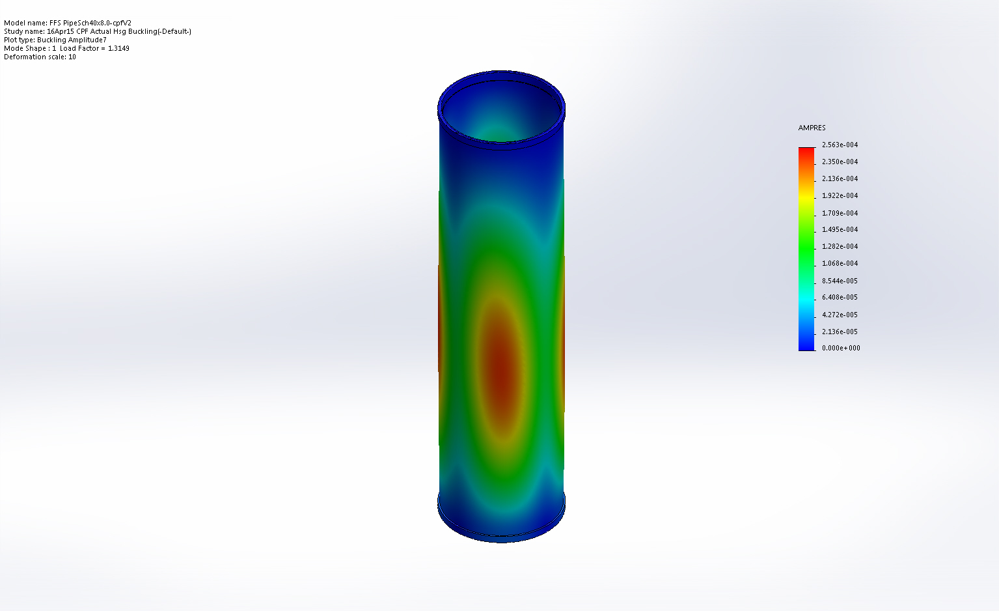 Model name: FFS PipeSch40x8.0-cpfV2
Study name: 16Apr15 CPF Actual Hsg Buckling(-Default-)
Plot type: Buckling Amplitude7
Mode Shape : 1  Load Factor =  1.3149
Deformation scale: 10
AMPRES
2.563e-004
2.350e-004
2.136e-004
1.922e-004
1.709e-004
1.495e-004
1.282e-004
1.068e-004
8.544e-005
6.408e-005
4.272e-005
2.136e-005
0.000e+000